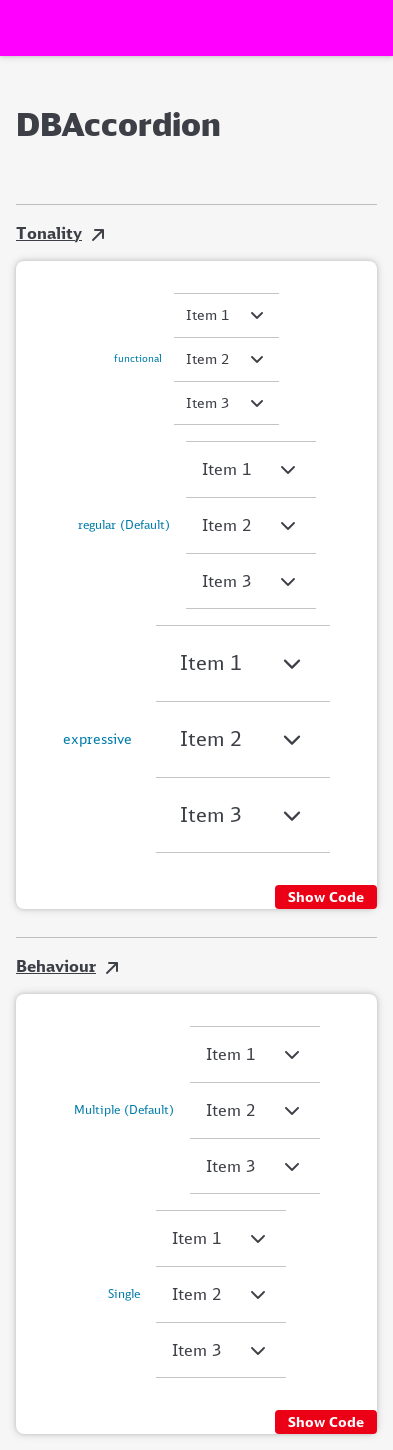 DBAccordion
Tonality
Item 1
functional
Item 2
Item 3
Item 1
regular (Default)
Item 2
Item 3
Item 1
expressive
Item 2
Item 3
Show Code
Behaviour
Item 1
Multiple (Default)
Item 2
Item 3
Item 1
Single
Item 2
Item 3
Show Code